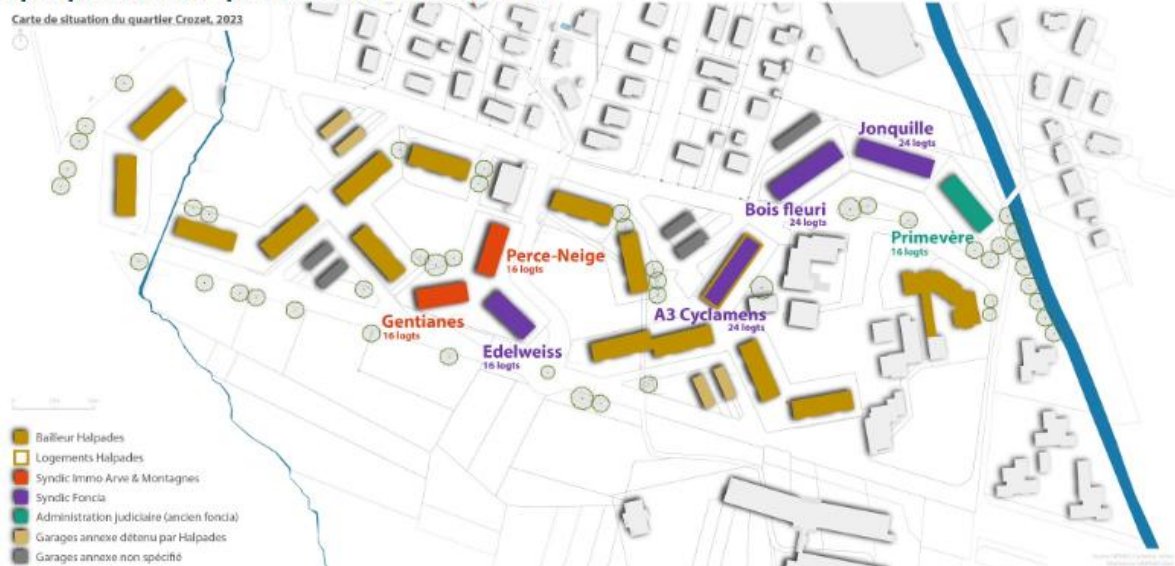 Carte de situation du quartier Crozet, 2023
Jonquille
24 logts
Bois fleuri
24 logts
Primevère
16 logts
Perce-Neige
16 logts
A3 Cyclamens
24 logts
Gentianes
16 logts
Edelweiss
16 logts
Bailleur Halpades
Logements Halpades
Syndic Immo Arve & Montagnes
Syndic Foncia
Administration judiciaire (ancien foncia)
Garages annexe détenu par Halpades
Garages annexe non spécifié